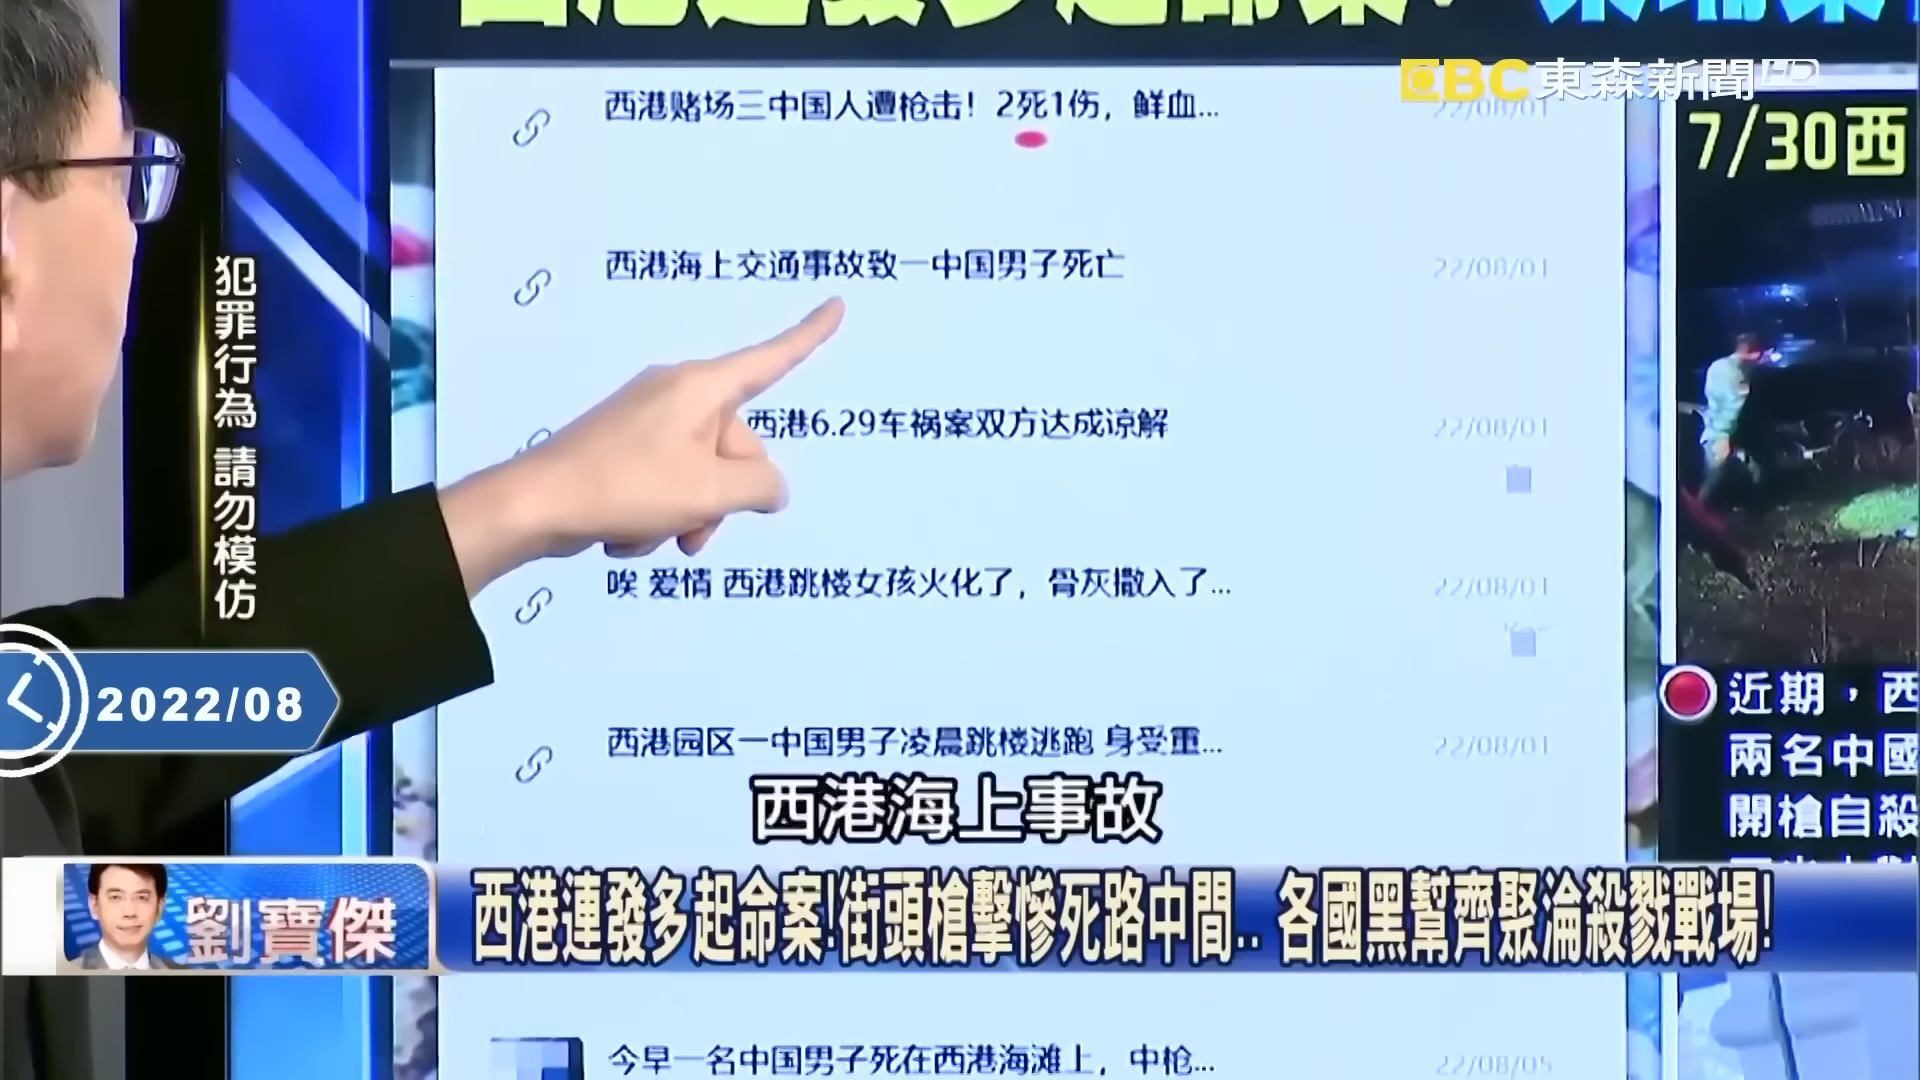 EBC 東森新聞 HD
西港赌场三中国人遭枪击！2死1伤，鲜血...
22/08/01
7/30西
西港海上交通事故致一中国男子死亡
22/08/01
犯罪行為 請勿模仿
西港6.29车祸案双方达成谅解
22/08/01
唉 爱情 西港跳楼女孩火化了，骨灰撒入了...
22/08/01
2022/08
近期，西
兩名中國
開槍自殺
西港园区一中国男子凌晨跳楼逃跑 身受重...
22/08/01
西港海上事故
劉寶傑
西港連發多起命案!街頭槍擊慘死路中間.. 各國黑幫齊聚淪殺戮戰場!
今早一名中国男子死在西港海滩上，中枪...
22/08/05